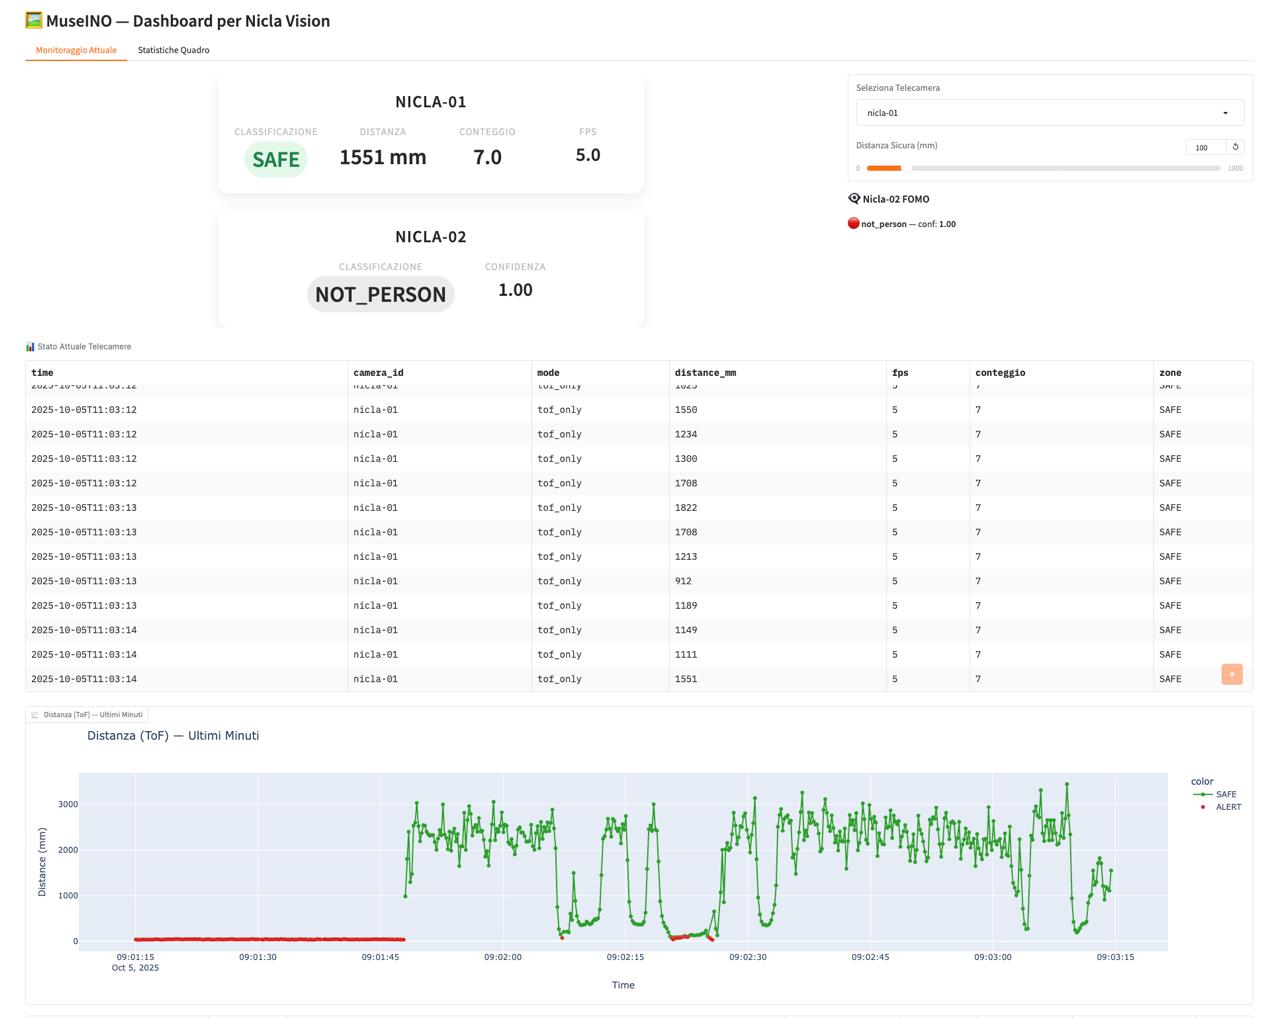 MuseINO — Dashboard per Nicla Vision
Monitoraggio Attuale Statistiche Quadro
NICLA-01
CLASSIFICAZIONE DISTANZA CONTEGGIO FPS
SAFE 1551 mm 7.0 5.0
NICLA-02
CLASSIFICAZIONE CONFIDENZA
NOT_PERSON 1.00
Seleziona Telecamera
nicla-01
Distanza Sicura (mm) 100
0 1000
Nicla-02 FOMO
not_person — conf: 1.00
Stato Attuale Telecamere
time camera_id mode distance_mm fps conteggio zone
2025-10-05T11:03:12 nicla-01 tof_only 1025 5 7 SAFE
2025-10-05T11:03:12 nicla-01 tof_only 1550 5 7 SAFE
2025-10-05T11:03:12 nicla-01 tof_only 1234 5 7 SAFE
2025-10-05T11:03:12 nicla-01 tof_only 1300 5 7 SAFE
2025-10-05T11:03:12 nicla-01 tof_only 1708 5 7 SAFE
2025-10-05T11:03:13 nicla-01 tof_only 1822 5 7 SAFE
2025-10-05T11:03:13 nicla-01 tof_only 1708 5 7 SAFE
2025-10-05T11:03:13 nicla-01 tof_only 1213 5 7 SAFE
2025-10-05T11:03:13 nicla-01 tof_only 912 5 7 SAFE
2025-10-05T11:03:13 nicla-01 tof_only 1189 5 7 SAFE
2025-10-05T11:03:14 nicla-01 tof_only 1149 5 7 SAFE
2025-10-05T11:03:14 nicla-01 tof_only 1111 5 7 SAFE
2025-10-05T11:03:14 nicla-01 tof_only 1551 5 7 SAFE
Distanza (ToF) — Ultimi Minuti
Distanza (ToF) — Ultimi Minuti
color
SAFE
ALERT
Distance (mm)
3000
2000
1000
0
09:01:15 09:01:30 09:01:45 09:02:00 09:02:15 09:02:30 09:02:45 09:03:00 09:03:15
Oct 5, 2025
Time